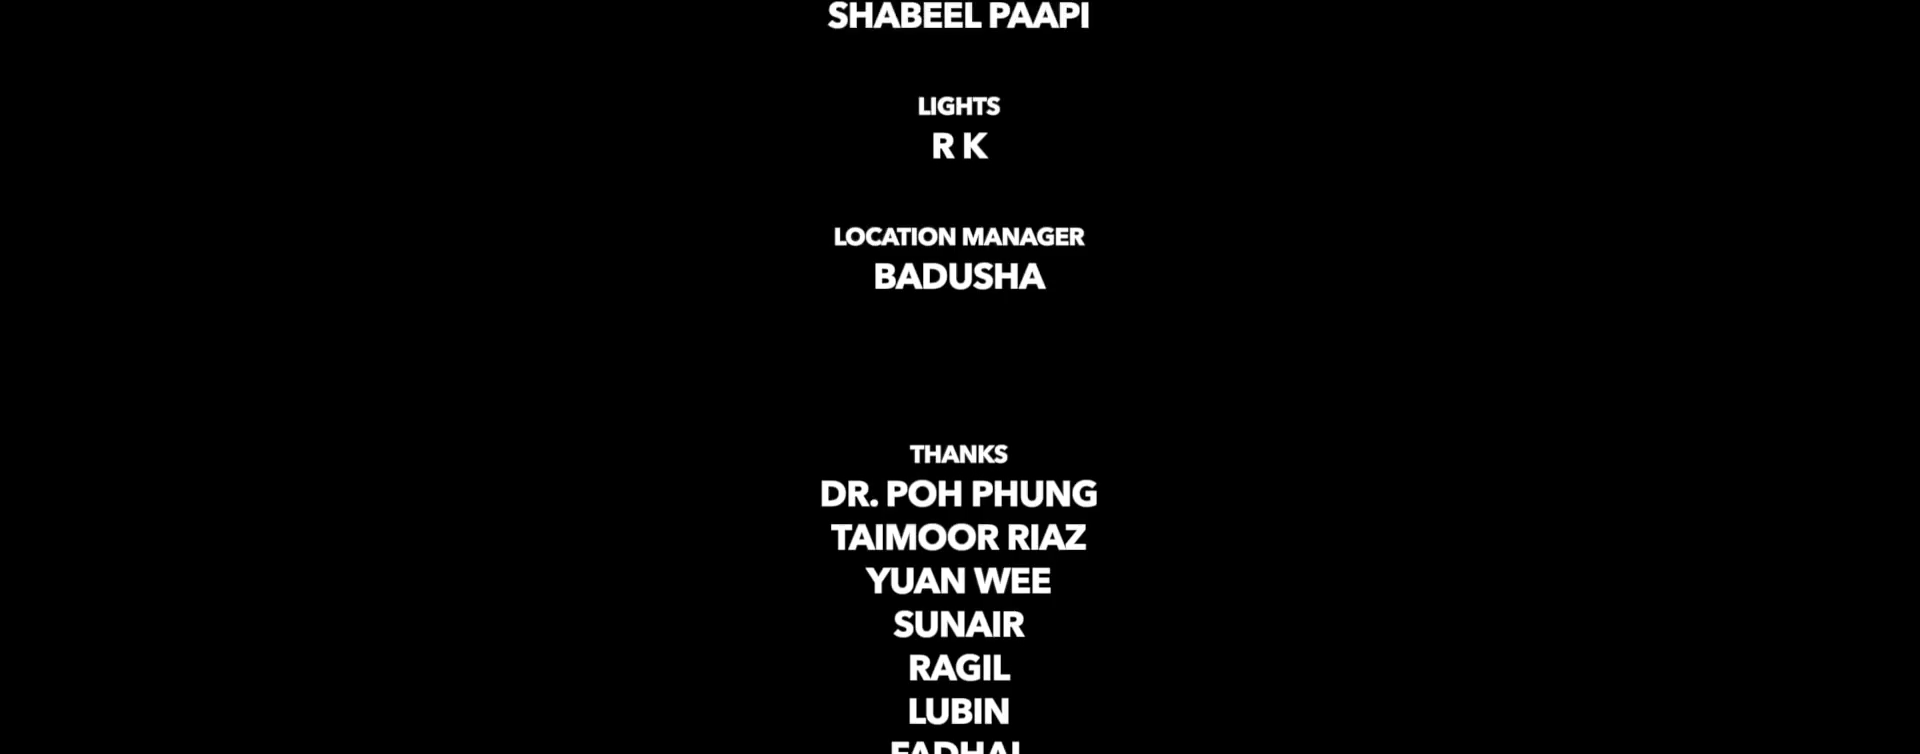 SHABEEL PAAPI
LIGHTS
R K
LOCATION MANAGER
BADUSHA
THANKS
DR. POH PHUNG
TAIMOOR RIAZ
YUAN WEE
SUNAIR
RAGIL
LUBIN